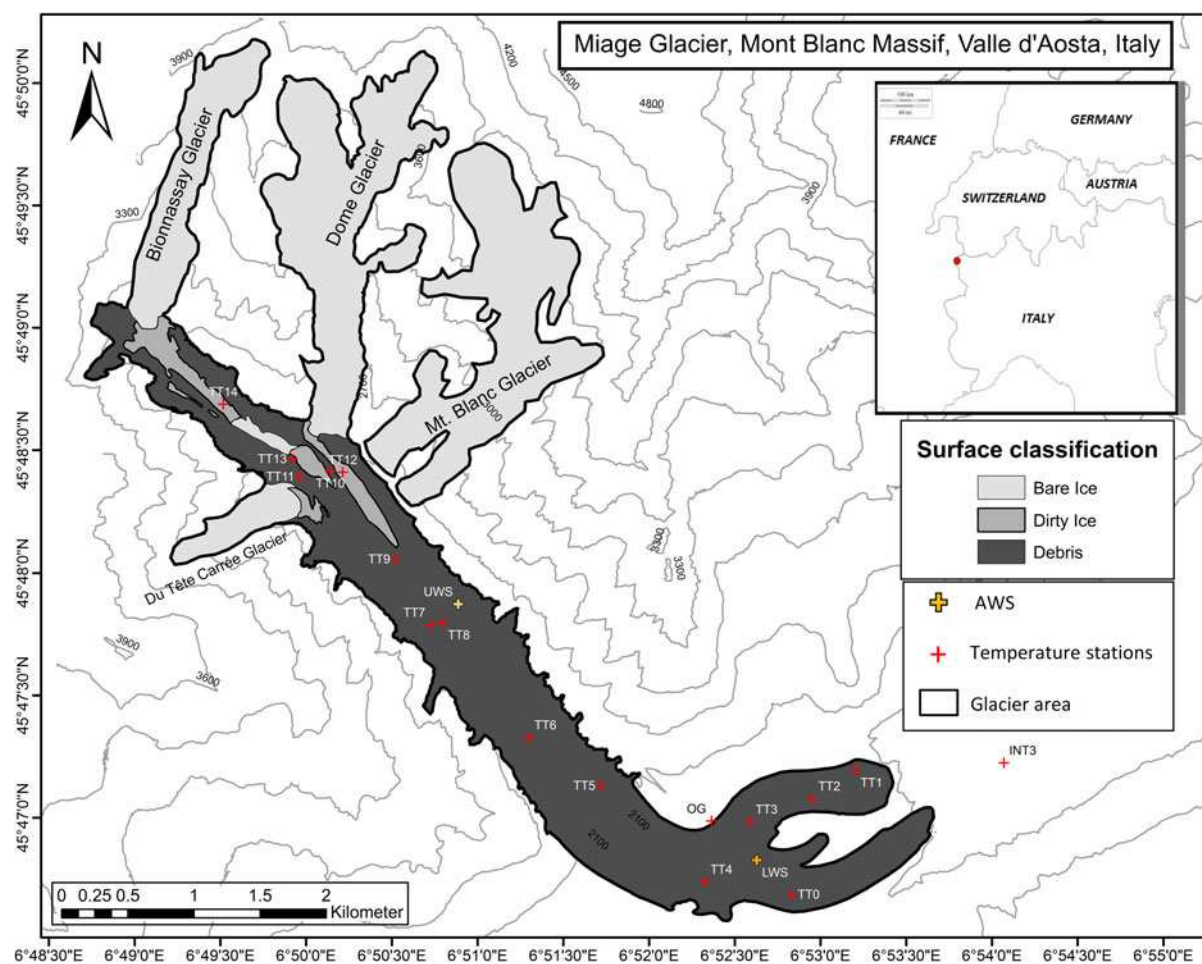 Miage Glacier, Mont Blanc Massif, Valle d'Aosta, Italy
N
3900
4200
4500
4800
3600
3900
3300
Bionnassay Glacier
Dome Glacier
Mt. Blanc Glacier
2700
3000
Du Tête Carrée Glacier
FRANCE
GERMANY
SWITZERLAND
AUSTRIA
ITALY
TT14
TT13
TT12
TT11
TT10
TT9
UWS
TT7
TT8
TT6
TT5
OG
TT3
TT2
TT1
INT3
LWS
TT4
TT0
3300
3300
3900
3600
2100
2100
Surface classification
Bare Ice
Dirty Ice
Debris
AWS
Temperature stations
Glacier area
0 0.25 0.5 1 1.5 2
Kilometer
45°50'0"N
45°49'30"N
45°49'0"N
45°48'30"N
45°48'0"N
45°47'30"N
45°47'0"N
6°48'30"E 6°49'0"E 6°49'30"E 6°50'0"E 6°50'30"E 6°51'0"E 6°51'30"E 6°52'0"E 6°52'30"E 6°53'0"E 6°53'30"E 6°54'0"E 6°54'30"E 6°55'0"E